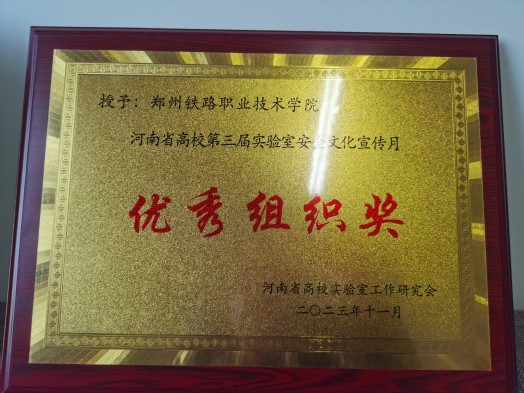 授予：郑州铁路职业技术学院
河南省高校第三届实验室安全文化宣传月
优秀组织奖
河南省高校实验室工作研究会
二〇二三年十一月